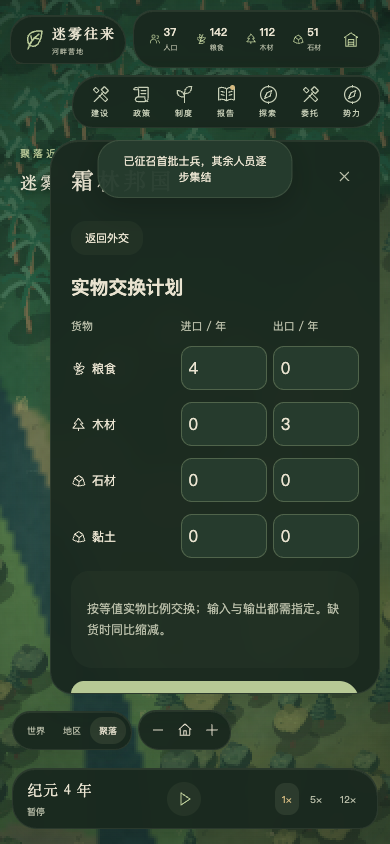 迷雾往来
河畔营地
37
人口
142
粮食
112
木材
51
石材
建设
政策
制度
报告
探索
委托
势力
聚落近
迷雾
已征召首批士兵，其余人员逐
步集结
霜林邦国
返回外交
实物交换计划
货物 进口 / 年 出口 / 年
粮食 4 0
木材 0 3
石材 0 0
黏土 0 0
按等值实物比例交换；输入与输出都需指定。缺
货时同比缩减。
世界 地区 聚落
纪元 4 年
暂停
1× 5× 12×